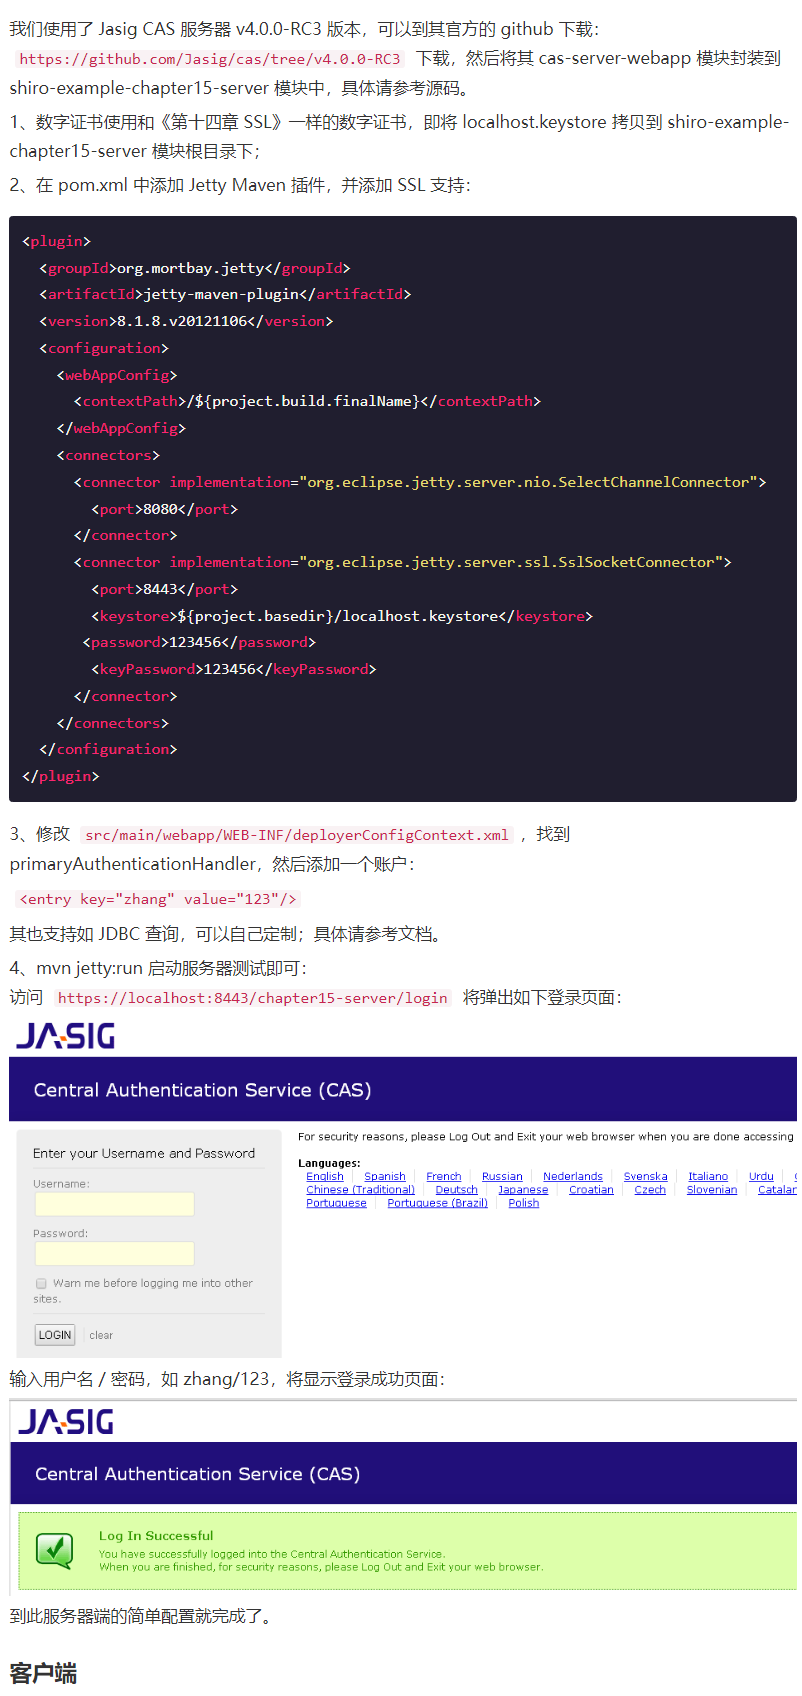 我们使用了 Jasig CAS 服务器 v4.0.0-RC3 版本，可以到其官方的 github 下载：
https://github.com/Jasig/cas/tree/v4.0.0-RC3 下载，然后将其 cas-server-webapp 模块封装到
shiro-example-chapter15-server 模块中，具体请参考源码。
1、数字证书使用和《第十四章 SSL》一样的数字证书，即将 localhost.keystore 拷贝到 shiro-example-
chapter15-server 模块根目录下；
2、在 pom.xml 中添加 Jetty Maven 插件，并添加 SSL 支持：
<plugin>
<groupId>org.mortbay.jetty</groupId>
<artifactId>jetty-maven-plugin</artifactId>
<version>8.1.8.v20121106</version>
<configuration>
<webAppConfig>
<contextPath>/${project.build.finalName}</contextPath>
</webAppConfig>
<connectors>
<connector implementation="org.eclipse.jetty.server.nio.SelectChannelConnector">
<port>8080</port>
</connector>
<connector implementation="org.eclipse.jetty.server.ssl.SslSocketConnector">
<port>8443</port>
<keystore>${project.basedir}/localhost.keystore</keystore>
<password>123456</password>
<keyPassword>123456</keyPassword>
</connector>
</connectors>
</configuration>
</plugin>
3、修改 src/main/webapp/WEB-INF/deployerConfigContext.xml ，找到
primaryAuthenticationHandler，然后添加一个账户：
<entry key="zhang" value="123"/>
其也支持如 JDBC 查询，可以自己定制；具体请参考文档。
4、mvn jetty:run 启动服务器测试即可：
访问 https://localhost:8443/chapter15-server/login 将弹出如下登录页面：
JASIG
Central Authentication Service (CAS)
Enter your Username and Password
Username:
Password:
Warn me before logging me into other
sites.
LOGIN clear
For security reasons, please Log Out and Exit your web browser when you are done accessing
Languages:
English Spanish French Russian Nederlands Svenska Italiano Urdu
Chinese (Traditional) Deutsch Japanese Croatian Czech Slovenian Catalan
Portuguese Portuguese (Brazil) Polish
输入用户名 / 密码，如 zhang/123，将显示登录成功页面：
JASIG
Central Authentication Service (CAS)
Log In Successful
You have successfully logged into the Central Authentication Service.
When you are finished, for security reasons, please Log Out and Exit your web browser.
到此服务器端的简单配置就完成了。
客户端